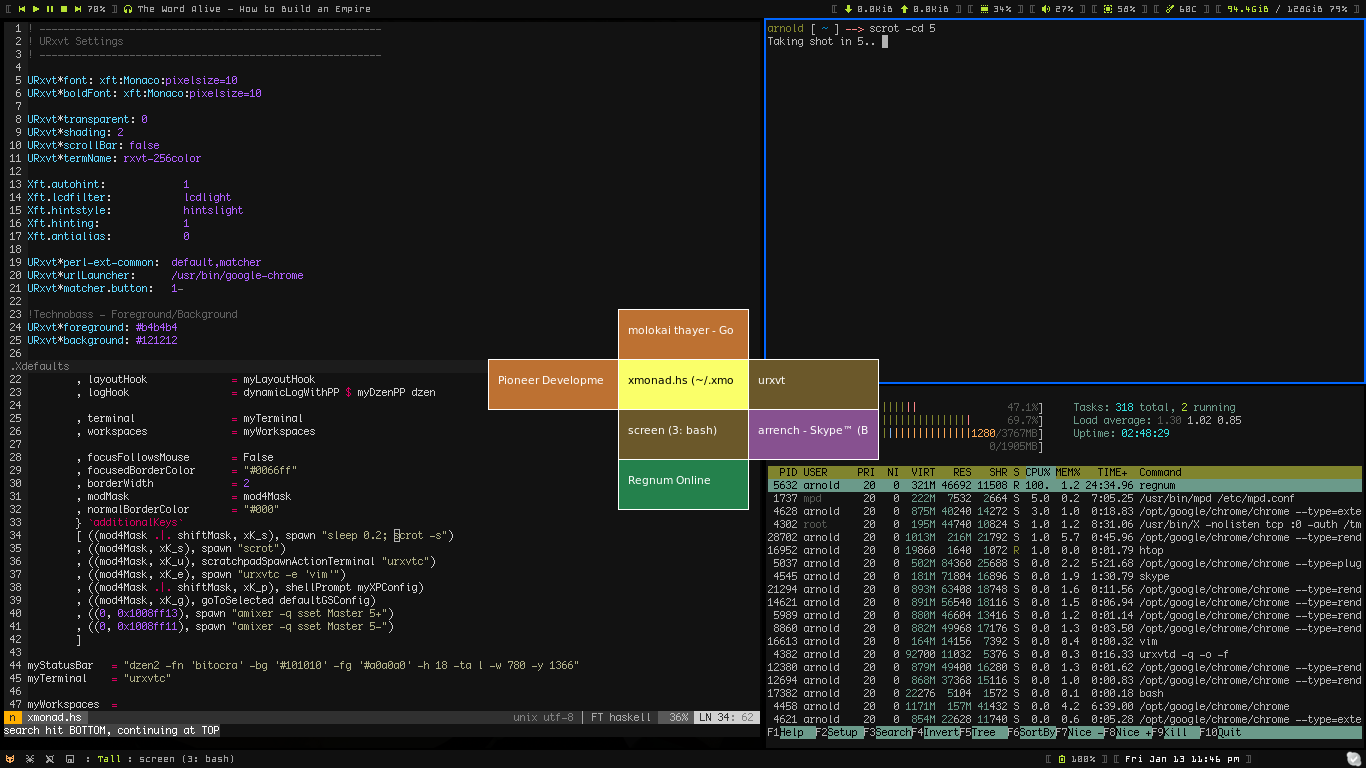 [ 70% ] The Word Alive - How to Build an Empire
[ 0.0KiB 0.0KiB ] [ 34% ] [ 27% ] [ 50% ] [ 60C ] [ 94.4GiB / 120GiB 79% ]
1 ! ---------------------------------------------------------
2 ! URxvt Settings
3 ! ---------------------------------------------------------
4
5 URxvt*font: xft:Monaco:pixelsize=10
6 URxvt*boldFont: xft:Monaco:pixelsize=10
7
8 URxvt*transparent: 0
9 URxvt*shading: 2
10 URxvt*scrollBar: false
11 URxvt*termName: rxvt-256color
12
13 Xft.autohint: 1
14 Xft.lcdfilter: lcdlight
15 Xft.hintstyle: hintslight
16 Xft.hinting: 1
17 Xft.antialias: 0
18
19 URxvt*perl-ext-common: default,matcher
20 URxvt*urlLauncher: /usr/bin/google-chrome
21 URxvt*matcher.button: 1-
22
23 !Technobass - Foreground/Background
24 URxvt*foreground: #b4b4b4
25 URxvt*background: #121212
26
.Xdefaults
22 , layoutHook = myLayoutHook
23 , logHook = dynamicLogWithPP $ myDzenPP dzen
24
25 , terminal = myTerminal
26 , workspaces = myWorkspaces
27
28 , focusFollowsMouse = False
29 , focusedBorderColor = "#0066ff"
30 , borderWidth = 2
31 , modMask = mod4Mask
32 , normalBorderColor = "#000"
33 } `additionalKeys`
34 [ ((mod4Mask .|. shiftMask, xK_s), spawn "sleep 0.2; scrot -s")
35 , ((mod4Mask, xK_s), spawn "scrot")
36 , ((mod4Mask, xK_u), scratchpadSpawnActionTerminal "urxvtc")
37 , ((mod4Mask, xK_e), spawn "urxvtc -e 'vim'")
38 , ((mod4Mask .|. shiftMask, xK_p), shellPrompt myXPConfig)
39 , ((mod4Mask, xK_g), goToSelected defaultGSConfig)
40 , ((0, 0x1008ff13), spawn "amixer -q sset Master 5+")
41 , ((0, 0x1008ff11), spawn "amixer -q sset Master 5-")
42 ]
43
44 myStatusBar = "dzen2 -fn 'bitocra' -bg '#101010' -fg '#a0a0a0' -h 18 -ta l -w 780 -y 1366"
45 myTerminal = "urxvtc"
46
47 myWorkspaces =
n xmonad.hs unix utf-8 | FT haskell 36% LN 34: 62
search hit BOTTOM, continuing at TOP
arnold [ ~ ] --> scrot -cd 5
Taking shot in 5..
molokai thayer - Go
Pioneer Developme
xmonad.hs (~/.xmo
urxvt
screen (3: bash)
arrench - Skype™ (B
Regnum Online
47.1%] Tasks: 318 total, 2 running
69.7%] Load average: 1.30 1.02 0.85
1280/3767MB] Uptime: 02:48:29
0/1905MB]
PID USER PRI NI VIRT RES SHR S CPU% MEM% TIME+ Command
5632 arnold 20 0 321M 46692 11508 R 100. 1.2 24:34.96 regnum
1737 mpd 20 0 222M 7532 2664 S 5.0 0.2 7:05.25 /usr/bin/mpd /etc/mpd.conf
4628 arnold 20 0 875M 40240 14272 S 3.0 1.0 0:18.83 /opt/google/chrome/chrome --type=exte
4302 root 20 0 195M 44740 10824 S 1.0 1.2 8:31.06 /usr/bin/X -nolisten tcp :0 -auth /tm
28702 arnold 20 0 1013M 216M 21792 S 1.0 5.7 0:45.96 /opt/google/chrome/chrome --type=rend
16952 arnold 20 0 19860 1640 1072 R 1.0 0.0 0:01.79 htop
5037 arnold 20 0 502M 84360 25688 S 2.0 2.2 5:21.68 /opt/google/chrome/chrome --type=plug
4545 arnold 20 0 181M 71804 16896 S 0.0 1.9 1:30.79 skype
21294 arnold 20 0 893M 63408 18748 S 0.0 1.6 0:11.56 /opt/google/chrome/chrome --type=rend
14621 arnold 20 0 891M 56540 18116 S 0.0 1.5 0:06.94 /opt/google/chrome/chrome --type=rend
5989 arnold 20 0 880M 46604 13416 S 0.0 1.2 0:01.14 /opt/google/chrome/chrome --type=rend
8860 arnold 20 0 882M 49968 17176 S 0.0 1.3 0:03.50 /opt/google/chrome/chrome --type=rend
16613 arnold 20 0 164M 14156 7392 S 0.0 0.4 0:00.32 vim
4382 arnold 20 0 92700 11032 5376 S 0.0 0.3 0:16.33 urxvtd -q -o -f
12380 arnold 20 0 879M 49400 16280 S 0.0 1.3 0:01.62 /opt/google/chrome/chrome --type=rend
12694 arnold 20 0 868M 37368 15116 S 0.0 1.0 0:00.83 /opt/google/chrome/chrome --type=rend
17382 arnold 20 0 22276 5104 1572 S 0.0 0.1 0:00.18 bash
4458 arnold 20 0 1171M 157M 41432 S 0.0 4.2 6:39.00 /opt/google/chrome/chrome
4621 arnold 20 0 854M 22628 11740 S 0.0 0.6 0:05.28 /opt/google/chrome/chrome --type=exte
F1Help F2Setup F3SearchF4InvertF5Tree F6SortByF7Nice -F8Nice +F9Kill F10Quit
: Tall : screen (3: bash)
[ 100% ] [ Fri Jan 13 11:46 pm ]